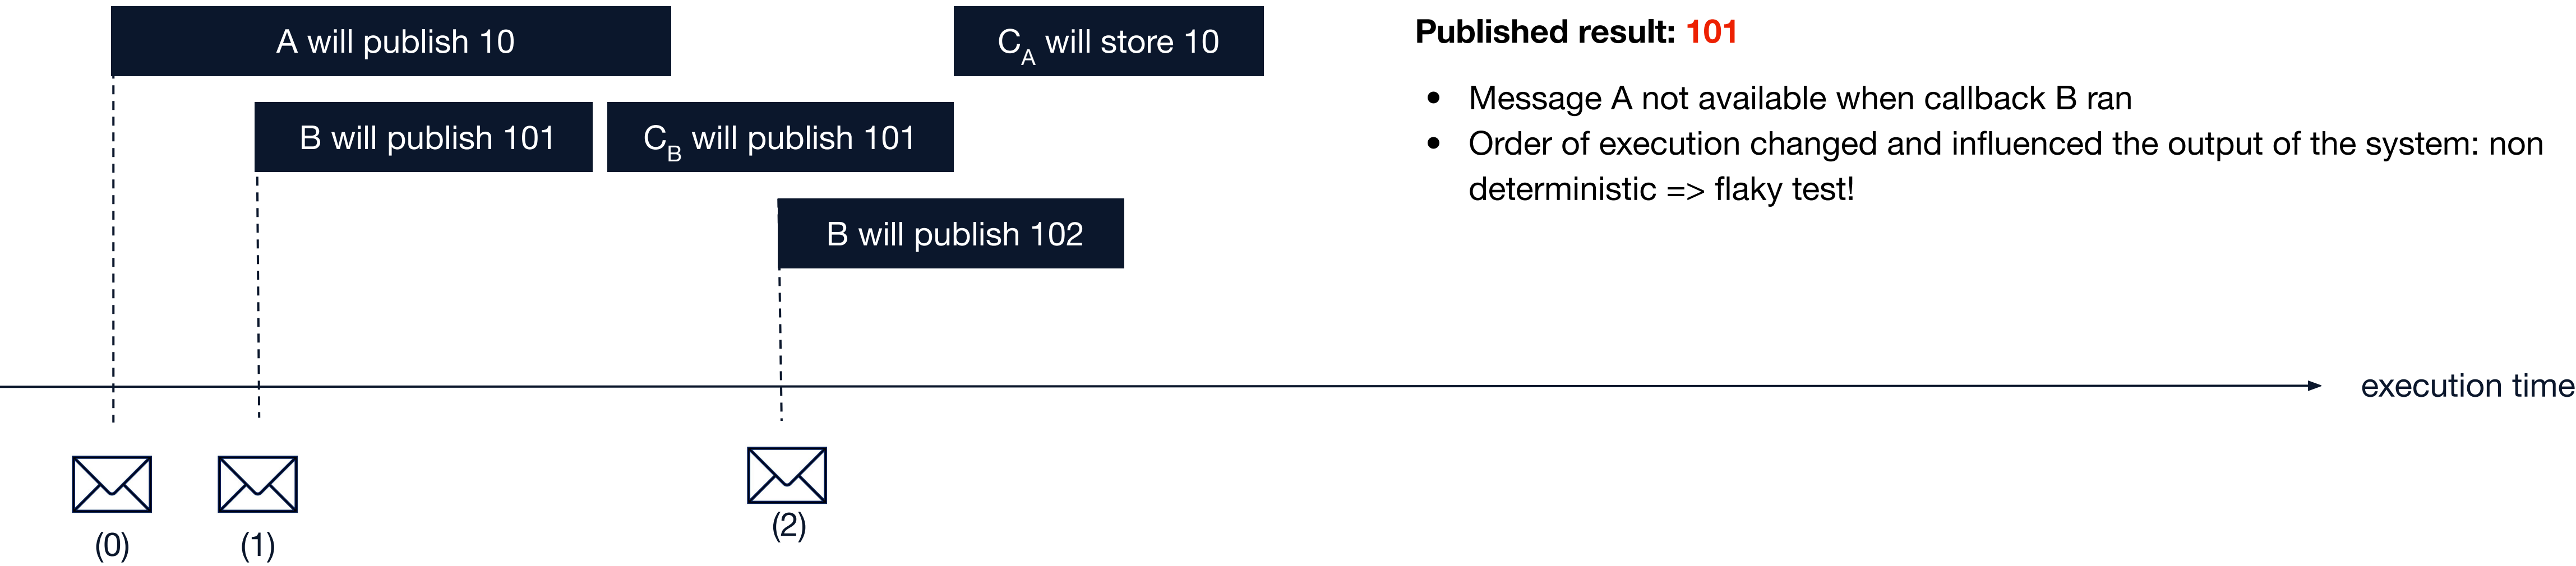 A will publish 10
C_A will store 10
B will publish 101
C_B will publish 101
B will publish 102
Published result: 101
• Message A not available when callback B ran
• Order of execution changed and influenced the output of the system: non
deterministic => flaky test!
execution time
(0)
(1)
(2)